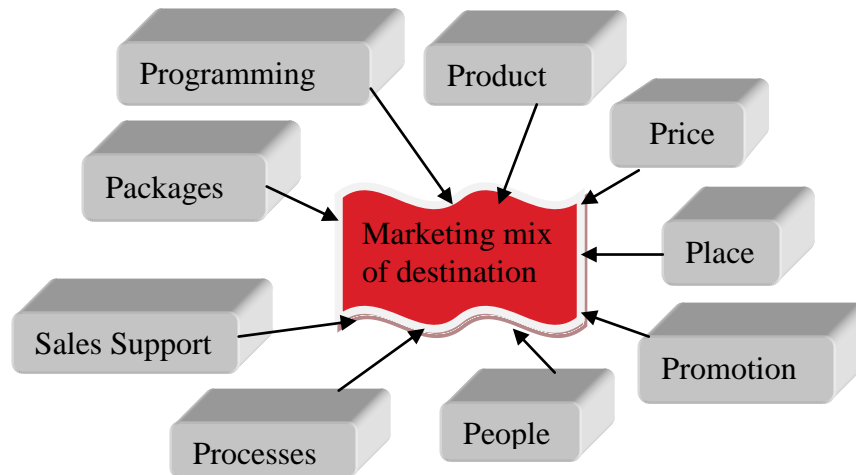 Programming
Product
Price
Packages
Marketing mix
of destination
Place
Sales Support
Promotion
Processes
People